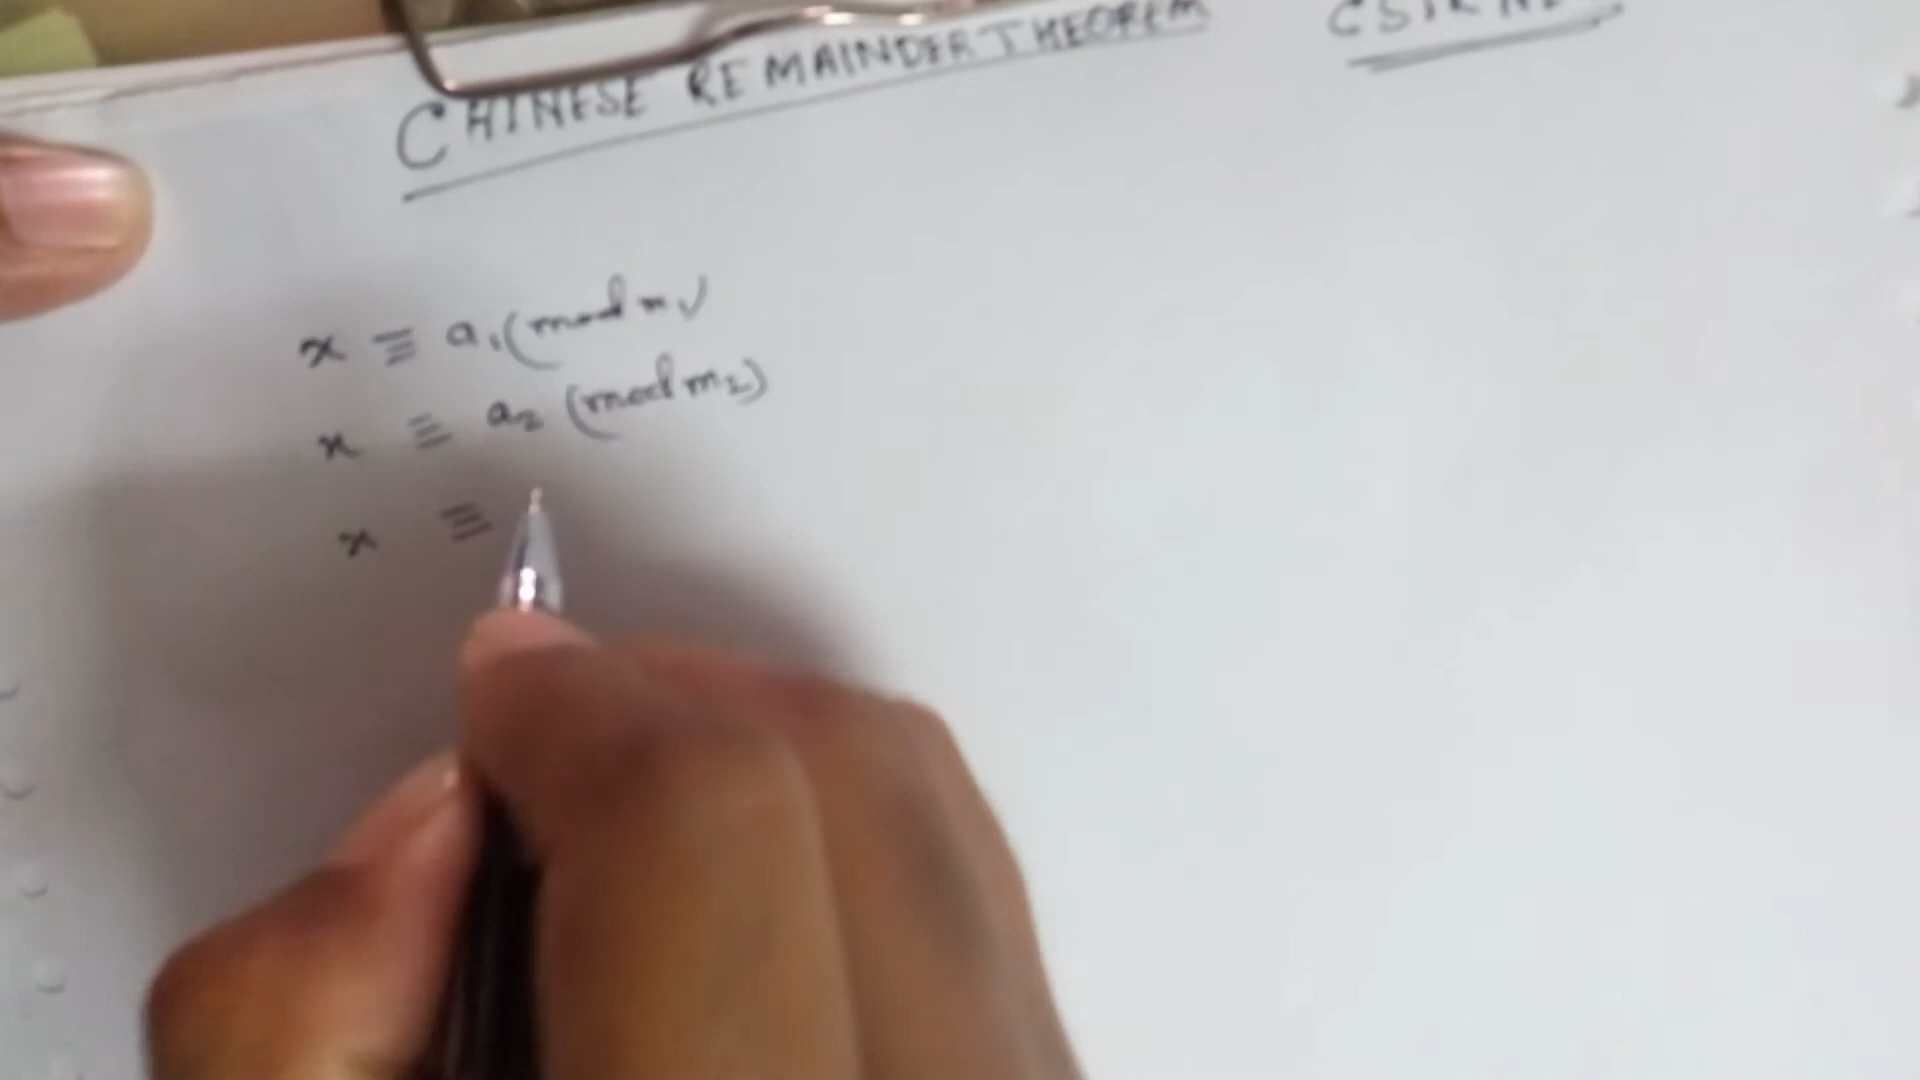 CHINESE REMAINDER THEOREM
x ≡ a₁ (mod m₁)
x ≡ a₂ (mod m₂)
x ≡